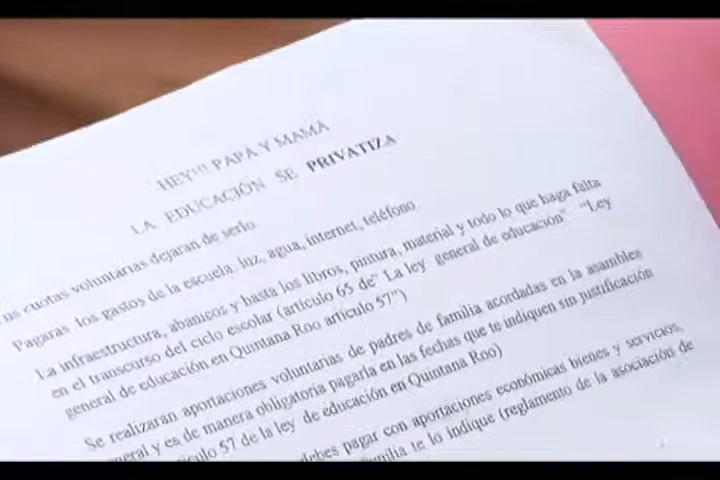 HEY!!! PAPÁ Y MAMÁ
LA EDUCACIÓN SE PRIVATIZA
cuotas voluntarias dejaran de serlo.
Pagaras los gastos de la escuela: luz, agua, internet, teléfono.
La infraestructura, abanicos y hasta los libros, pintura, material y todo lo que haga falta
en el transcurso del ciclo escolar (articulo 65 de" La ley general de educación" "Ley
general de educación en Quintana Roo articulo 57")
Se realizaran aportaciones voluntarias de padres de familia acordadas en la asamblea
general y es de manera obligatoria pagarla en las fechas que te indiquen sin justificación
57 de la ley de educación en Quintana Roo)
debes pagar con aportaciones económicas bienes y servicios,
familia te lo indique (reglamento de la asociación de